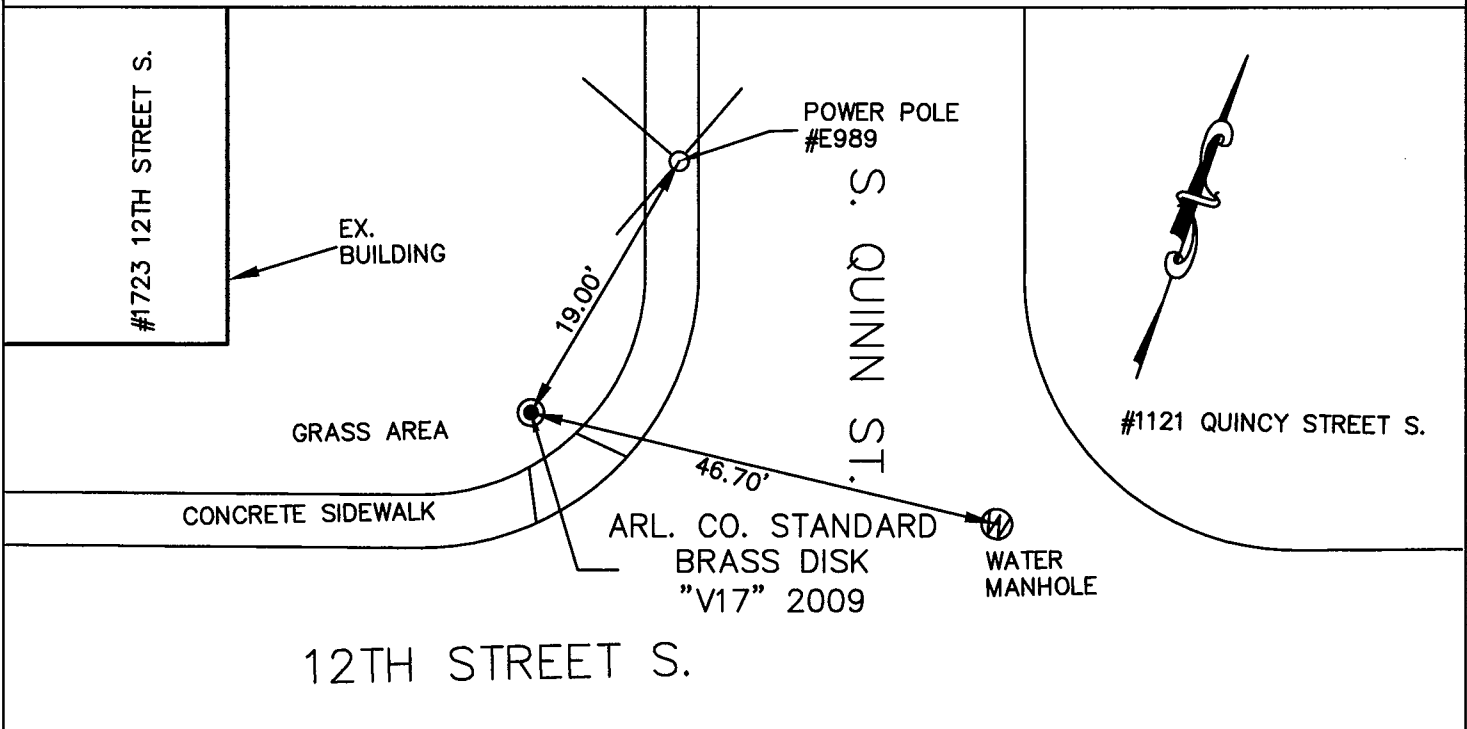 #1723 12TH STREET S.
POWER POLE
#E989
EX.
BUILDING
S. QUINN ST.
19.00'
GRASS AREA
#1121 QUINCY STREET S.
46.70'
CONCRETE SIDEWALK
ARL. CO. STANDARD
BRASS DISK
"V17" 2009
W
WATER
MANHOLE
12TH STREET S.